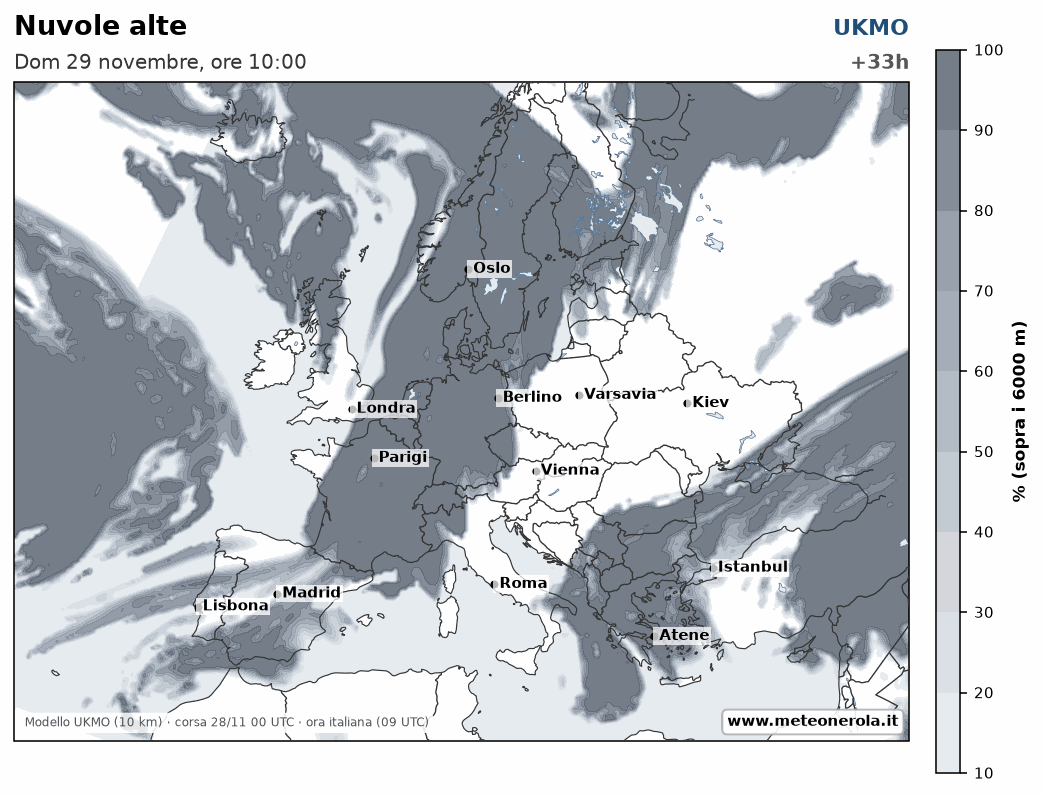 Nuvole alte
UKMO
Dom 29 novembre, ore 10:00
+33h
100
90
80
70
60
50
40
30
20
10
% (sopra i 6000 m)
Oslo
Londra
Berlino
Varsavia
Kiev
Parigi
Vienna
Istanbul
Roma
Madrid
Lisbona
Atene
Modello UKMO (10 km) · corsa 28/11 00 UTC · ora italiana (09 UTC)
www.meteonerola.it